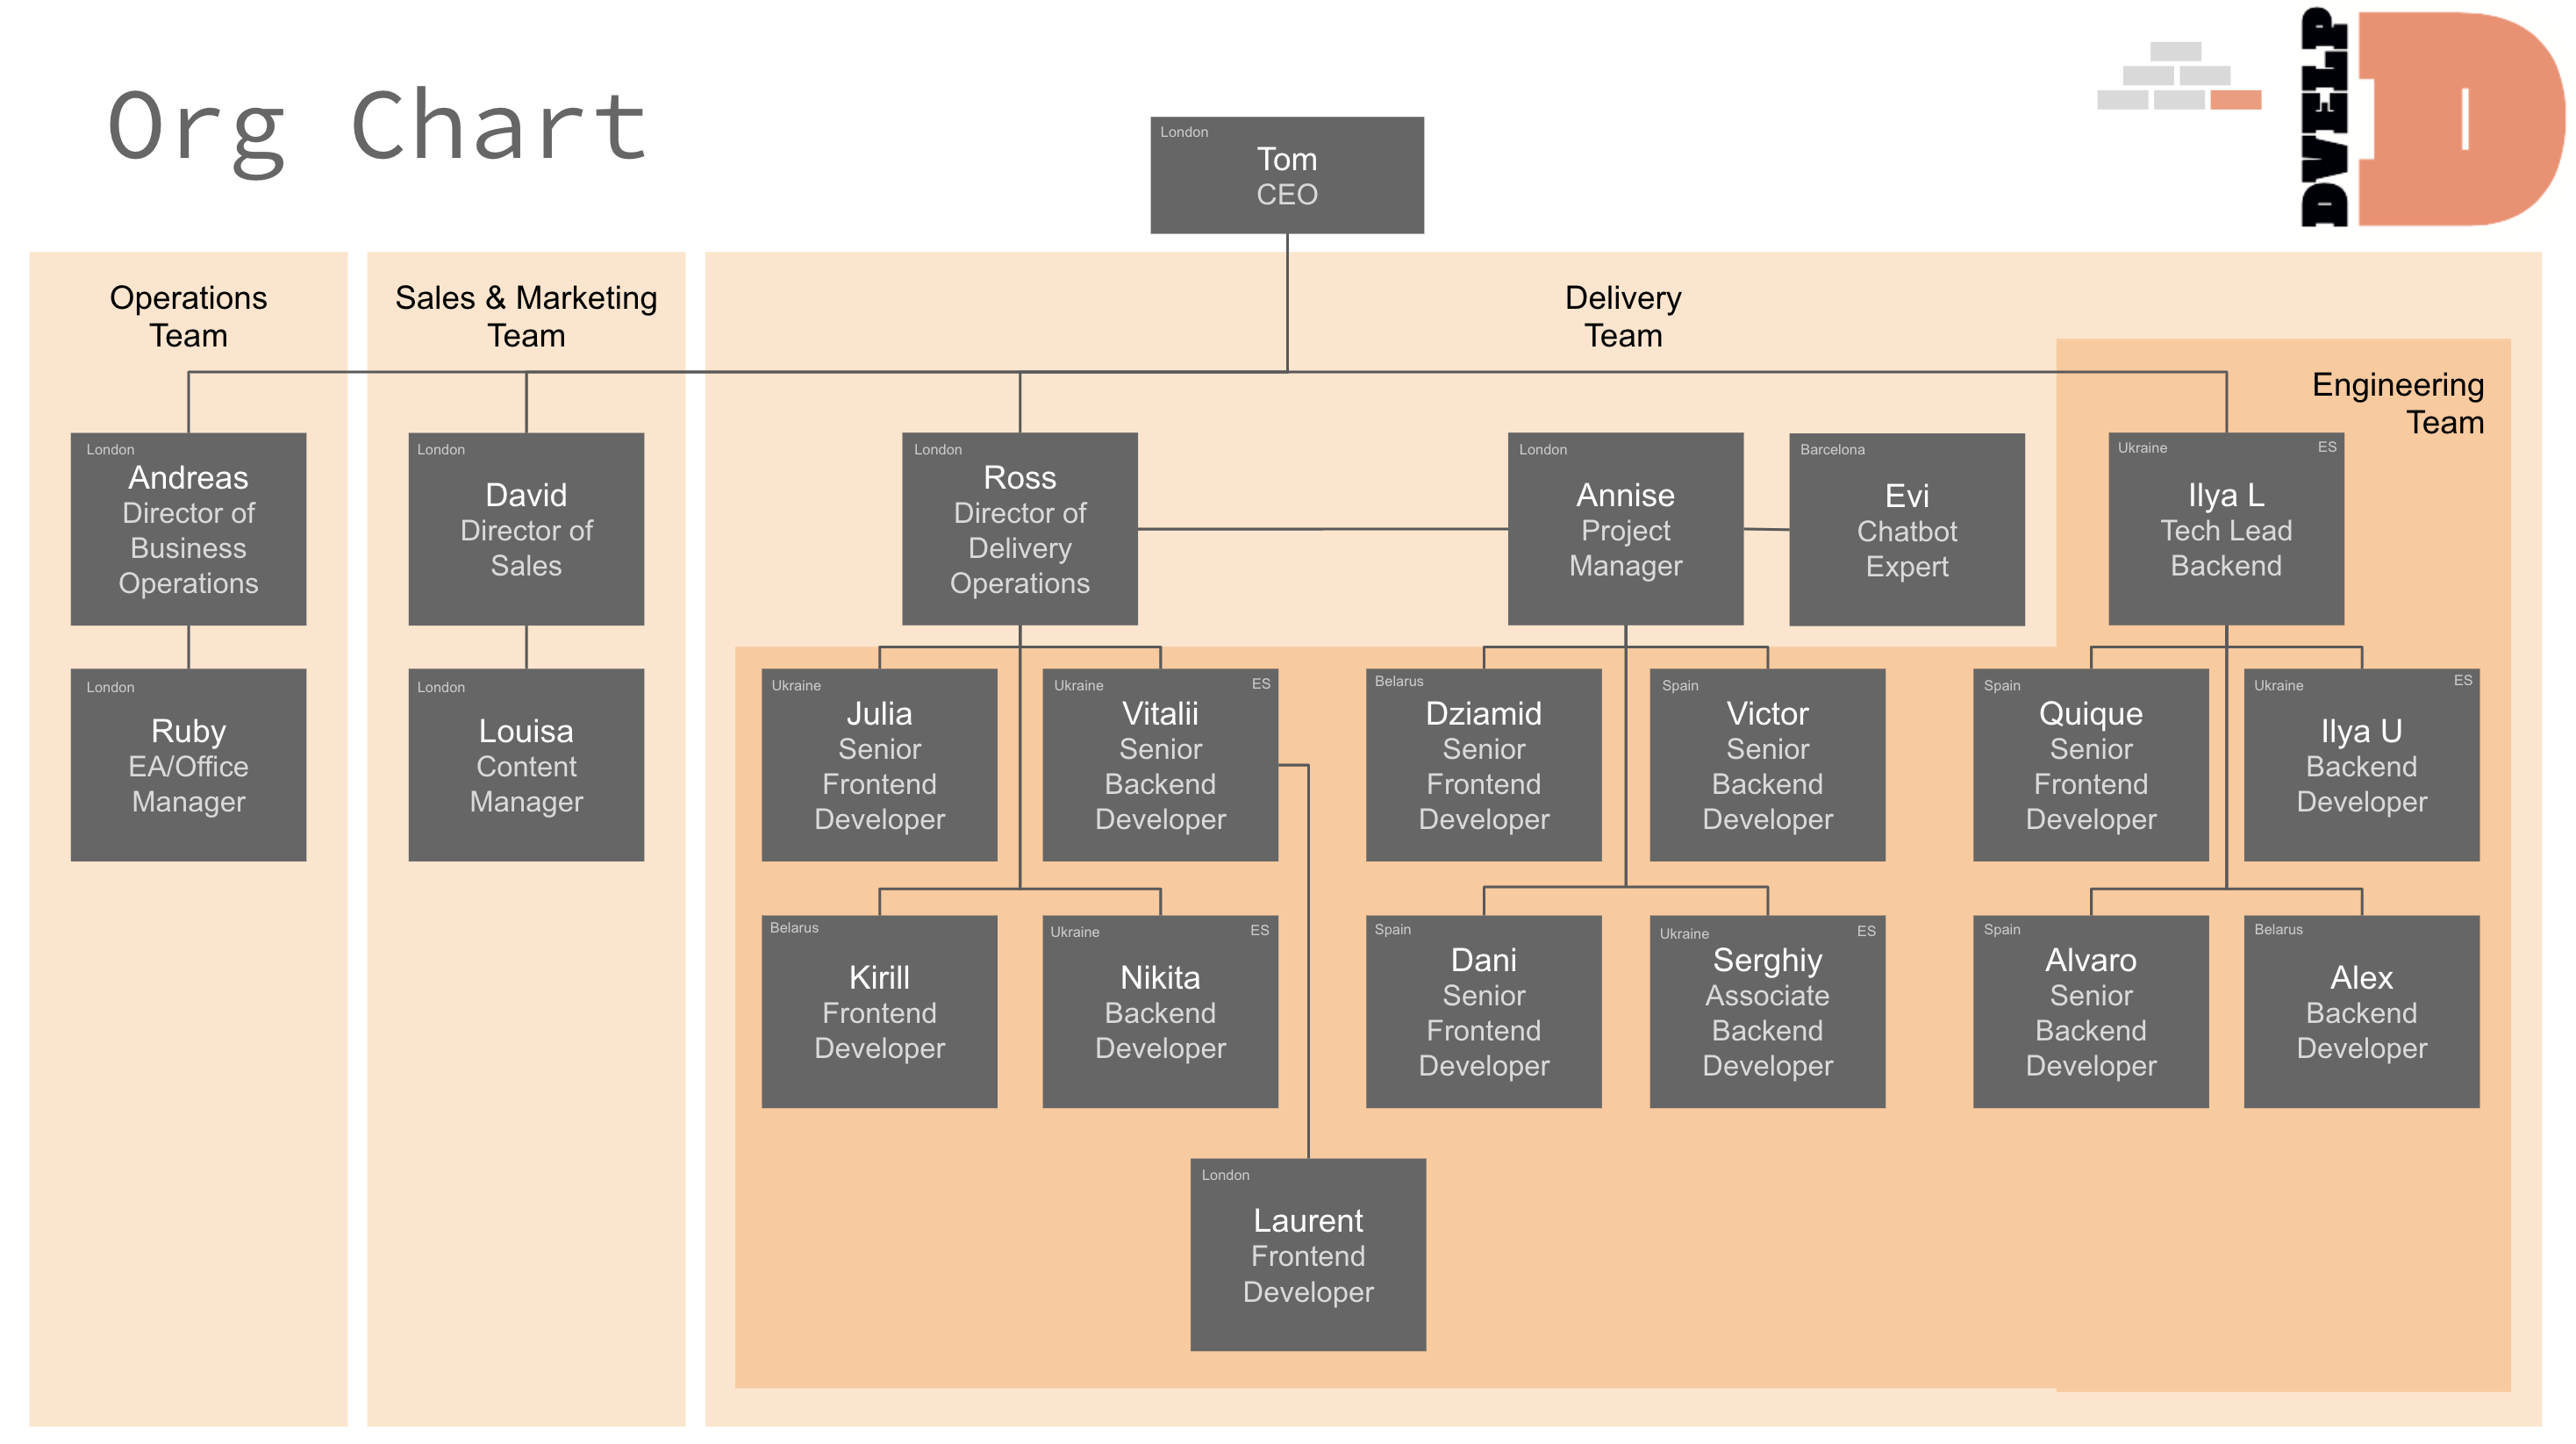 Org Chart
DVELP
D
London
Tom
CEO
Operations
Team
Sales & Marketing
Team
Delivery
Team
Engineering
Team
London
Andreas
Director of
Business
Operations
London
David
Director of
Sales
London
Ross
Director of
Delivery
Operations
London
Annise
Project
Manager
Barcelona
Evi
Chatbot
Expert
Ukraine
ES
Ilya L
Tech Lead
Backend
London
Ruby
EA/Office
Manager
London
Louisa
Content
Manager
Ukraine
Julia
Senior
Frontend
Developer
Ukraine
ES
Vitalii
Senior
Backend
Developer
Belarus
Dziamid
Senior
Frontend
Developer
Spain
Victor
Senior
Backend
Developer
Spain
Quique
Senior
Frontend
Developer
Ukraine
ES
Ilya U
Backend
Developer
Belarus
Kirill
Frontend
Developer
Ukraine
ES
Nikita
Backend
Developer
Spain
Dani
Senior
Frontend
Developer
Ukraine
ES
Serghiy
Associate
Backend
Developer
Spain
Alvaro
Senior
Backend
Developer
Belarus
Alex
Backend
Developer
London
Laurent
Frontend
Developer